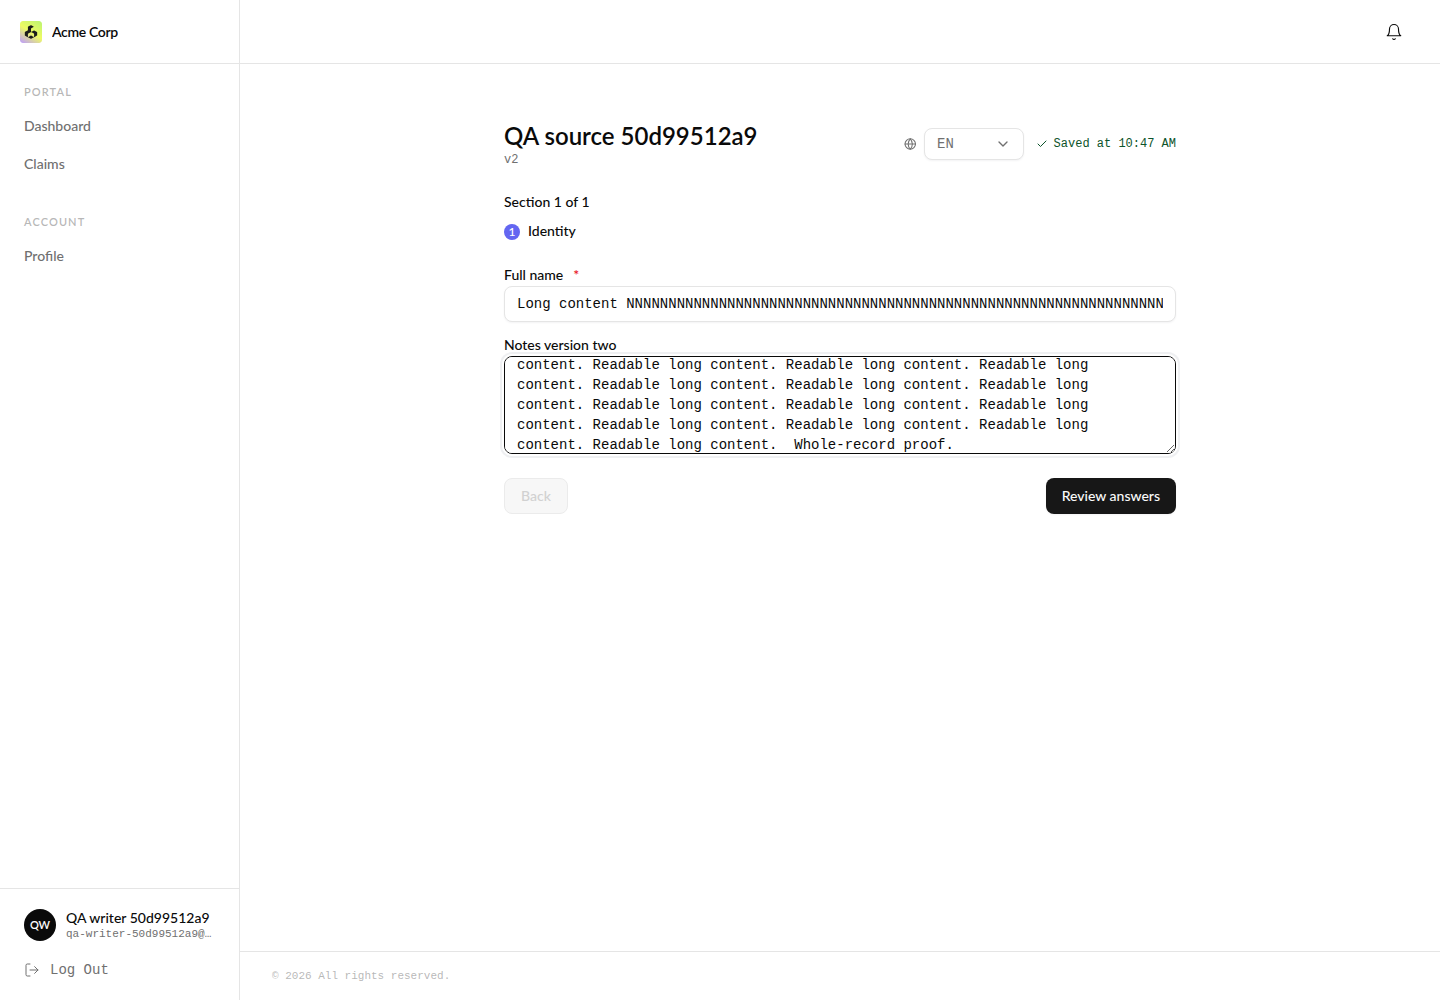 Acme Corp
PORTAL
Dashboard
Claims
ACCOUNT
Profile
QA source 50d99512a9
v2
EN
Saved at 10:47 AM
Section 1 of 1
1 Identity
Full name *
Long content NNNNNNNNNNNNNNNNNNNNNNNNNNNNNNNNNNNNNNNNNNNNNNNNNNNNNNNNNNNNNNNN
Notes version two
content. Readable long content. Readable long content. Readable long
content. Readable long content. Readable long content. Readable long
content. Readable long content. Readable long content. Readable long
content. Readable long content. Readable long content. Readable long
content. Readable long content.  Whole-record proof.
Back
Review answers
QW
QA writer 50d99512a9
qa-writer-50d99512a9@…
Log Out
© 2026 All rights reserved.